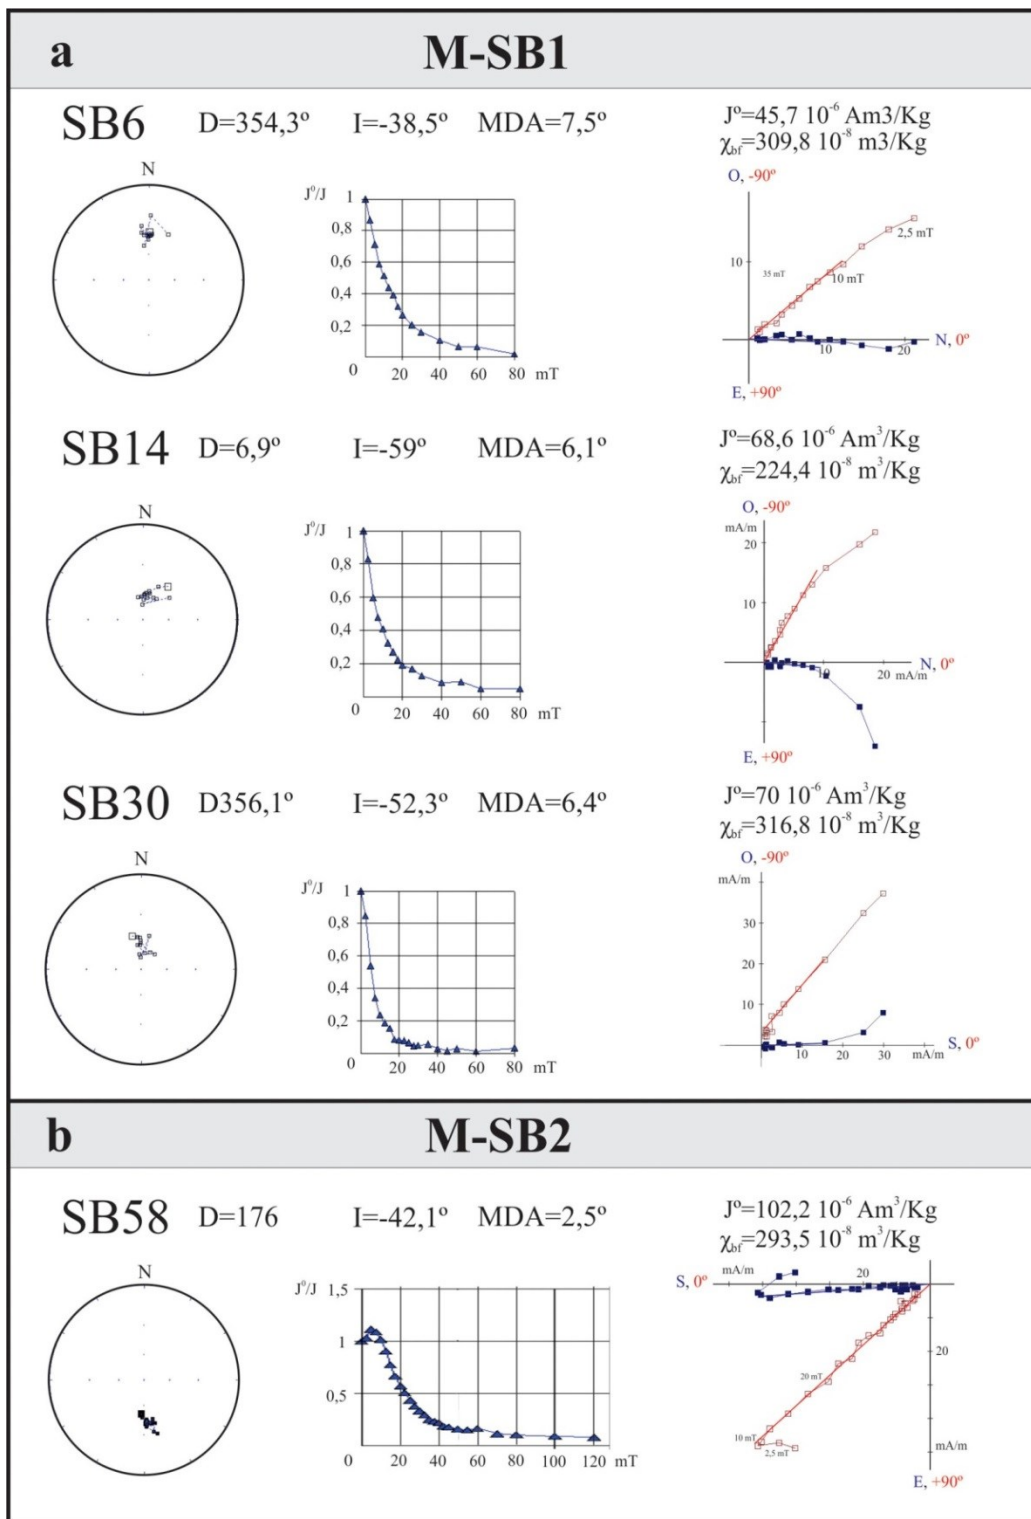 a M-SB1
SB6 D=354,3º I=-38,5º MDA=7,5º
Jº=45,7 10-6 Am3/Kg
χbf=309,8 10-8 m3/Kg
N
J⁰/J
1
0,8
0,6
0,4
0,2
0
20 40 60 80 mT
O, -90º
2,5 mT
10
35 mT
10 mT
10 20 N, 0º
E, +90º
SB14 D=6,9º I=-59º MDA=6,1º
Jº=68,6 10-6 Am³/Kg
χbf=224,4 10-8 m³/Kg
N
J⁰/J
1
0,8
0,6
0,4
0,2
0
20 40 60 80 mT
O, -90º
mA/m
20
10
10 20 mA/m N, 0º
E, +90º
SB30 D356,1º I=-52,3º MDA=6,4º
Jº=70 10-6 Am³/Kg
χbf=316,8 10-8 m³/Kg
N
J⁰/J
1
0,8
0,6
0,4
0,2
0
20 40 60 80 mT
O, -90º
mA/m
30
20
10
10 20 30 mA/m S, 0º
b M-SB2
SB58 D=176 I=-42,1º MDA=2,5º
Jº=102,2 10-6 Am³/Kg
χbf=293,5 10-8 m³/Kg
N
J⁰/J
1,5
1
0,5
0
20 40 60 80 100 120 mT
S, 0º mA/m 20
20
20 mT
10 mT
2,5 mT
mA/m
E, +90º